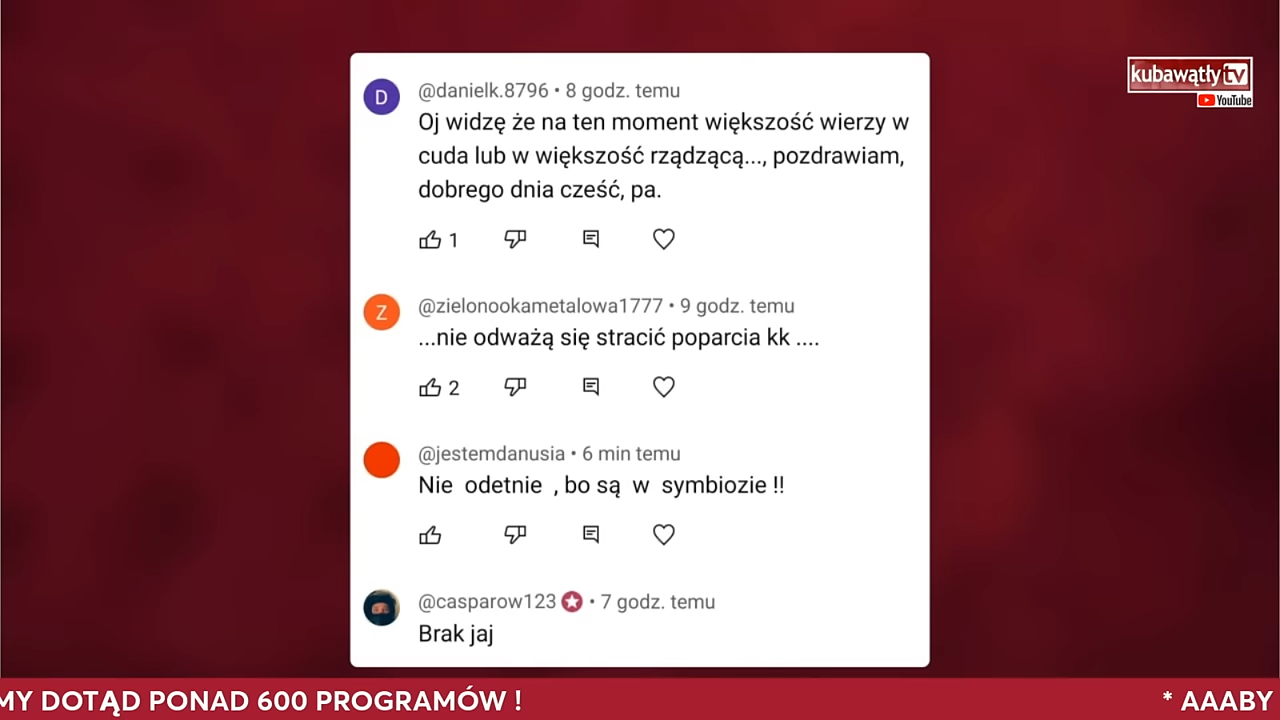 kubawątły tv
YouTube
D
@danielk.8796 • 8 godz. temu
Oj widzę że na ten moment większość wierzy w
cuda lub w większość rządzącą..., pozdrawiam,
dobrego dnia cześć, pa.
1
Z
@zielonookametalowa1777 • 9 godz. temu
...nie odważą się stracić poparcia kk ....
2
@jestemdanusia • 6 min temu
Nie odetnie , bo są w symbiozie !!
@casparow123 • 7 godz. temu
Brak jaj
MY DOTĄD PONAD 600 PROGRAMÓW ! * AAABY